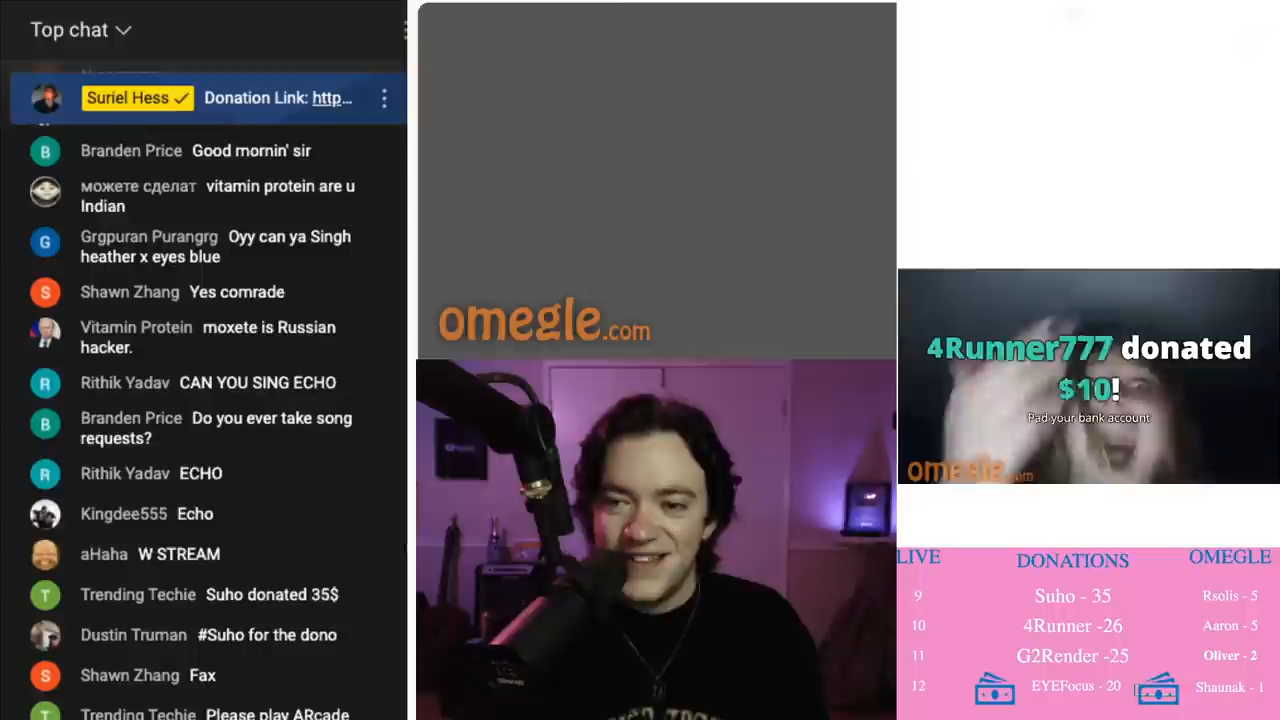 Top chat
Suriel Hess Donation Link: http...
Branden Price Good mornin' sir
можете сделат vitamin protein are u
Indian
Grgpuran Purangrg Oyy can ya Singh
heather x eyes blue
Shawn Zhang Yes comrade
Vitamin Protein moxete is Russian
hacker.
Rithik Yadav CAN YOU SING ECHO
Branden Price Do you ever take song
requests?
Rithik Yadav ECHO
Kingdee555 Echo
aHaha W STREAM
Trending Techie Suho donated 35$
Dustin Truman #Suho for the dono
Shawn Zhang Fax
Trending Techie Please play ARcade
omegle.com
4Runner777 donated
$10!
Pad your bank account
omegle.com
LIVE DONATIONS OMEGLE
9 Suho - 35 Rsolis - 5
10 4Runner -26 Aaron - 5
11 G2Render -25 Oliver - 2
12 EYEFocus - 20 Shaunak - 1